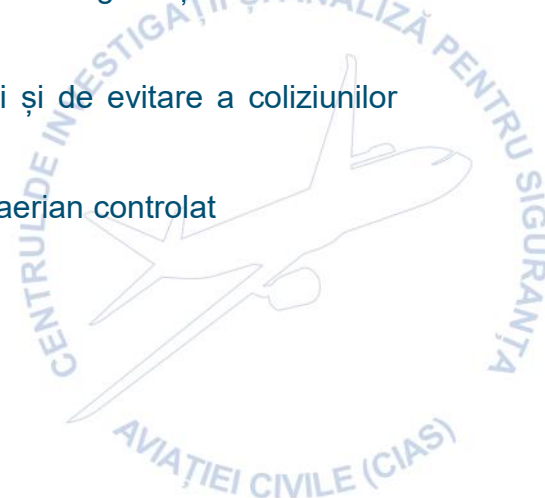 i și de evitare a coliziunilor
aerian controlat
CENTRUL DE INVESTIGAȚII ȘI ANALIZĂ PENTRU SIGURANȚA
AVIAȚIEI CIVILE (CIAS)